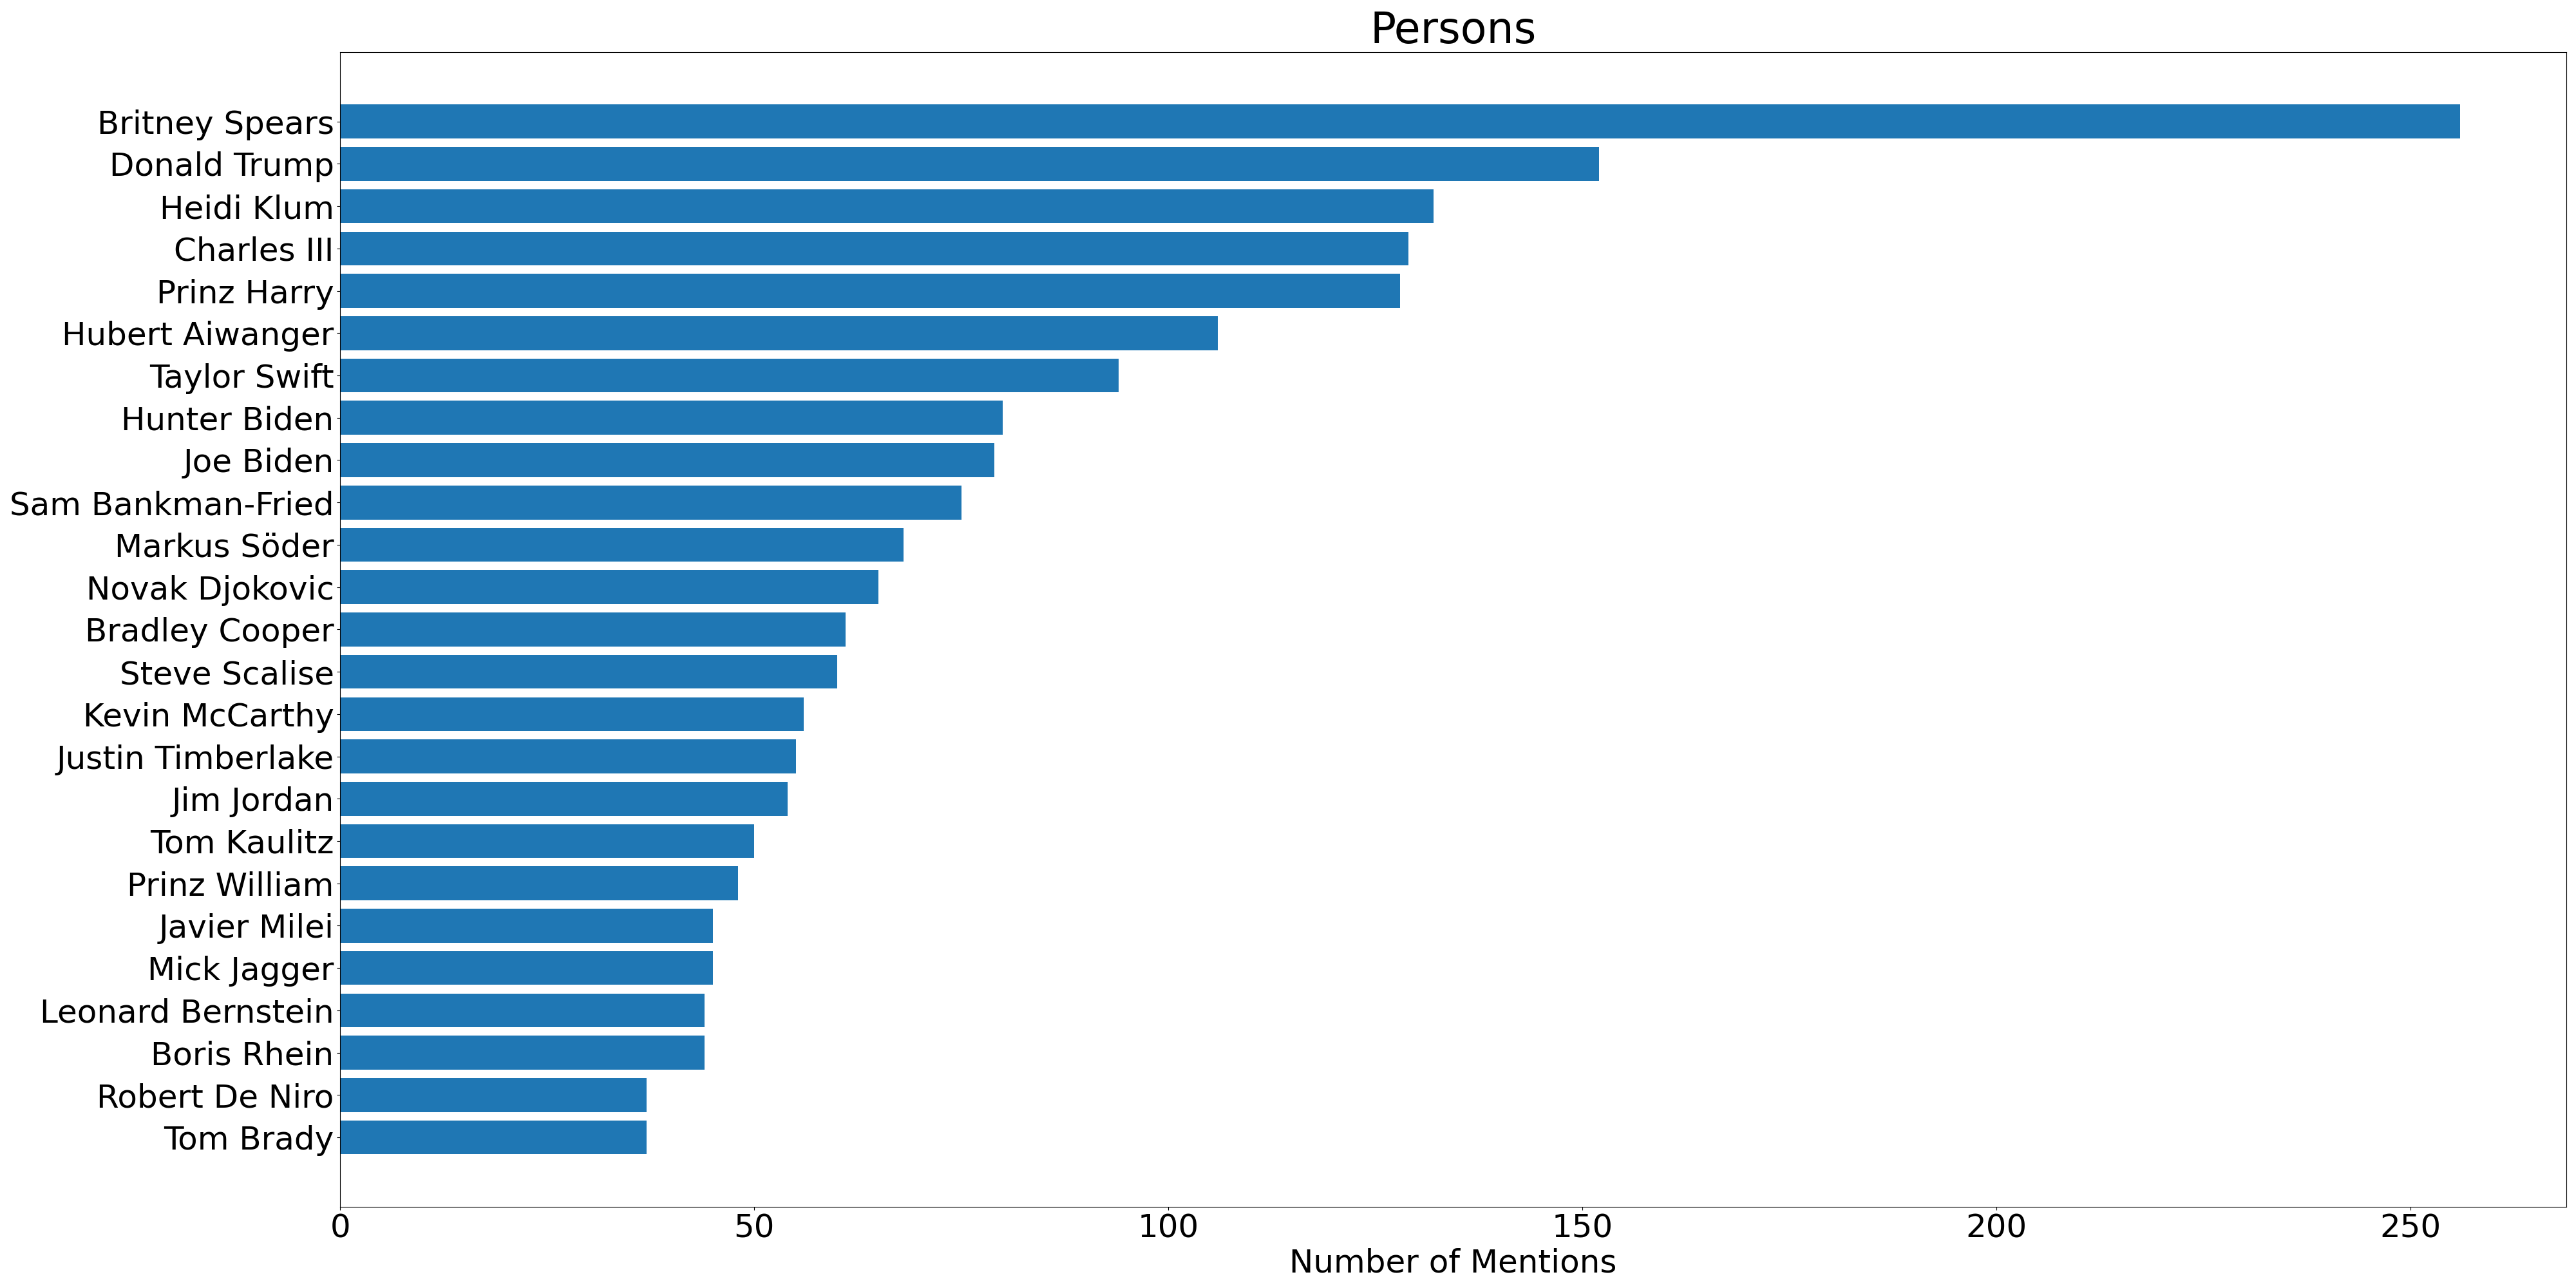 Persons
Britney Spears
Donald Trump
Heidi Klum
Charles III
Prinz Harry
Hubert Aiwanger
Taylor Swift
Hunter Biden
Joe Biden
Sam Bankman-Fried
Markus Söder
Novak Djokovic
Bradley Cooper
Steve Scalise
Kevin McCarthy
Justin Timberlake
Jim Jordan
Tom Kaulitz
Prinz William
Javier Milei
Mick Jagger
Leonard Bernstein
Boris Rhein
Robert De Niro
Tom Brady
0 50 100 150 200 250
Number of Mentions